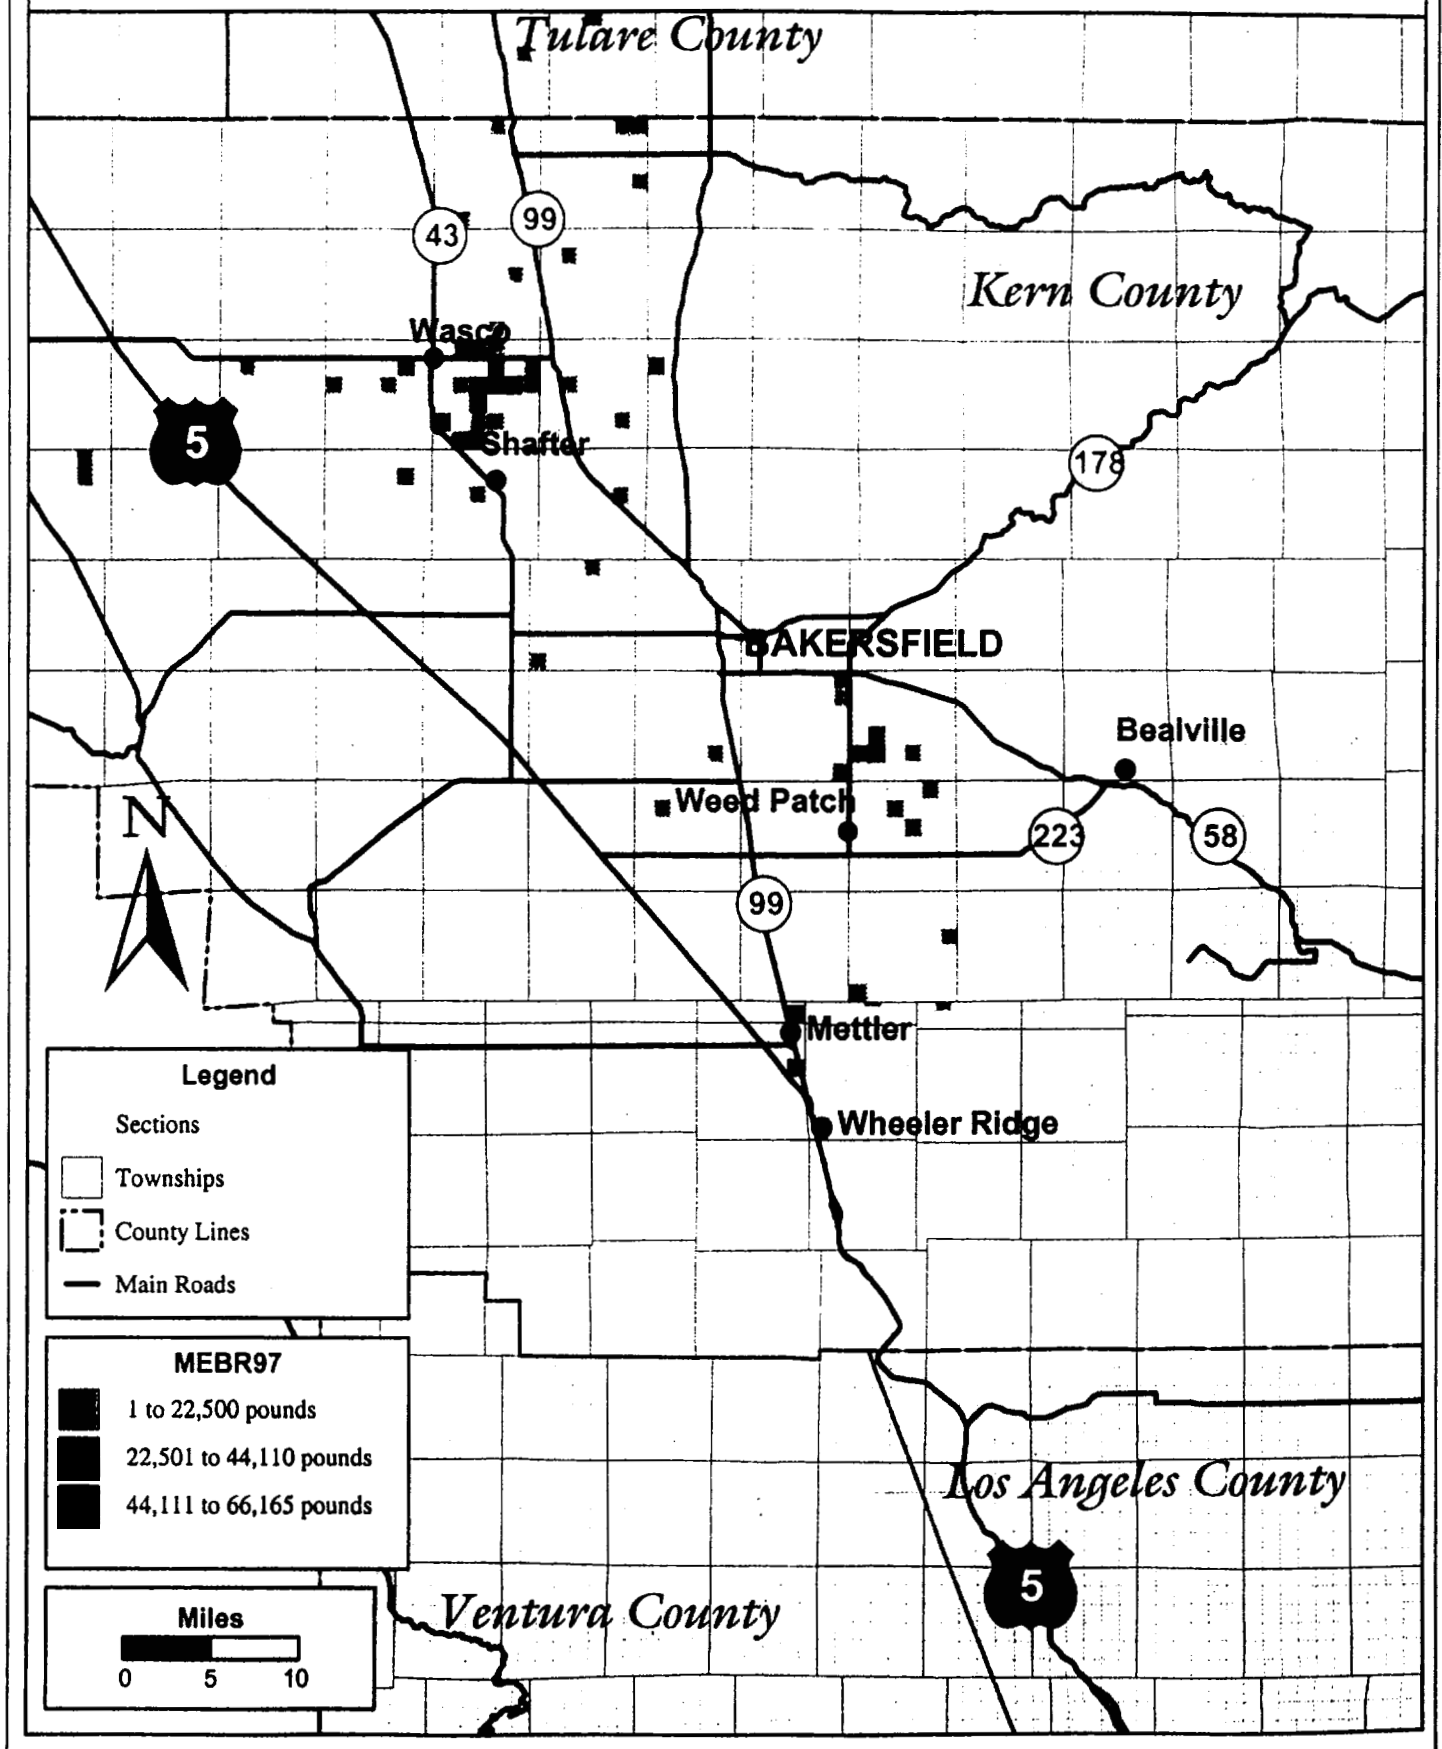 Tulare County
43
99
Kern County
Wasco
5
Shafter
178
BAKERSFIELD
Bealville
Weed Patch
N
223
58
99
Mettler
Legend
Sections
Wheeler Ridge
Townships
County Lines
Main Roads
MEBR97
1 to 22,500 pounds
22,501 to 44,110 pounds
44,111 to 66,165 pounds
Los Angeles County
5
Ventura County
Miles
0 5 10